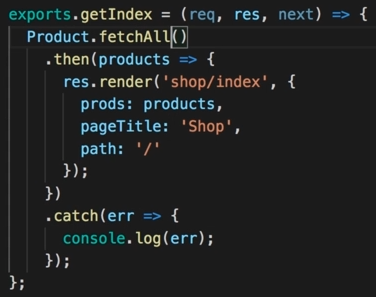 exports.getIndex = (req, res, next) => {
  Product.fetchAll()
    .then(products => {
      res.render('shop/index', {
        prods: products,
        pageTitle: 'Shop',
        path: '/'
      });
    })
    .catch(err => {
      console.log(err);
    });
};